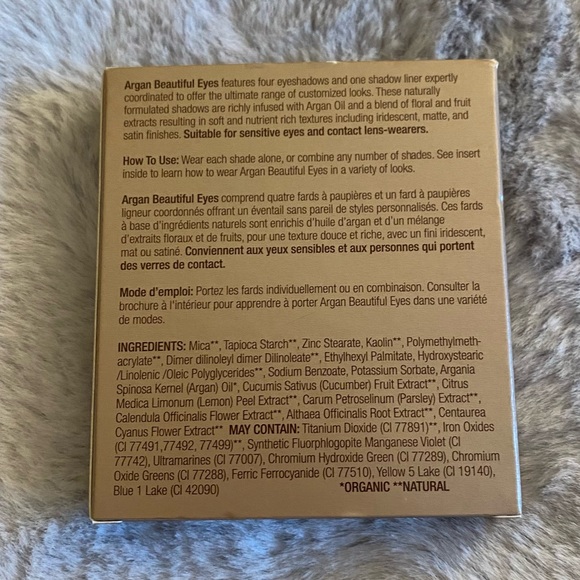 Argan Beautiful Eyes features four eyeshadows and one shadow liner expertly
coordinated to offer the ultimate range of customized looks. These naturally
formulated shadows are richly infused with Argan Oil and a blend of floral and fruit
extracts resulting in soft and nutrient rich textures including iridescent, matte, and
satin finishes. Suitable for sensitive eyes and contact lens-wearers.
How To Use: Wear each shade alone, or combine any number of shades. See insert
inside to learn how to wear Argan Beautiful Eyes in a variety of looks.
Argan Beautiful Eyes comprend quatre fards à paupières et un fard à paupières
ligneur coordonnés offrant un éventail sans pareil de styles personnalisés. Ces fards
à base d'ingrédients naturels sont enrichis d'huile d'argan et d'un mélange
d'extraits floraux et de fruits, pour une texture douce et riche, avec un fini iridescent,
mat ou satiné. Conviennent aux yeux sensibles et aux personnes qui portent
des verres de contact.
Mode d'emploi: Portez les fards individuellement ou en combinaison. Consulter la
brochure à l'intérieur pour apprendre à porter Argan Beautiful Eyes dans une variété
de modes.
INGREDIENTS: Mica**, Tapioca Starch**, Zinc Stearate, Kaolin**, Polymethylmeth-
acrylate**, Dimer dilinoleyl dimer Dilinoleate**, Ethylhexyl Palmitate, Hydroxystearic
/Linolenic /Oleic Polyglycerides**, Sodium Benzoate, Potassium Sorbate, Argania
Spinosa Kernel (Argan) Oil*, Cucumis Sativus (Cucumber) Fruit Extract**, Citrus
Medica Limonum (Lemon) Peel Extract**, Carum Petroselinum (Parsley) Extract**,
Calendula Officinalis Flower Extract**, Althaea Officinalis Root Extract**, Centaurea
Cyanus Flower Extract** MAY CONTAIN: Titanium Dioxide (CI 77891)**, Iron Oxides
(CI 77491,77492, 77499)**, Synthetic Fluorphlogopite Manganese Violet (CI
77742), Ultramarines (CI 77007), Chromium Hydroxide Green (CI 77289), Chromium
Oxide Greens (CI 77288), Ferric Ferrocyanide (CI 77510), Yellow 5 Lake (CI 19140),
Blue 1 Lake (CI 42090) *ORGANIC **NATURAL